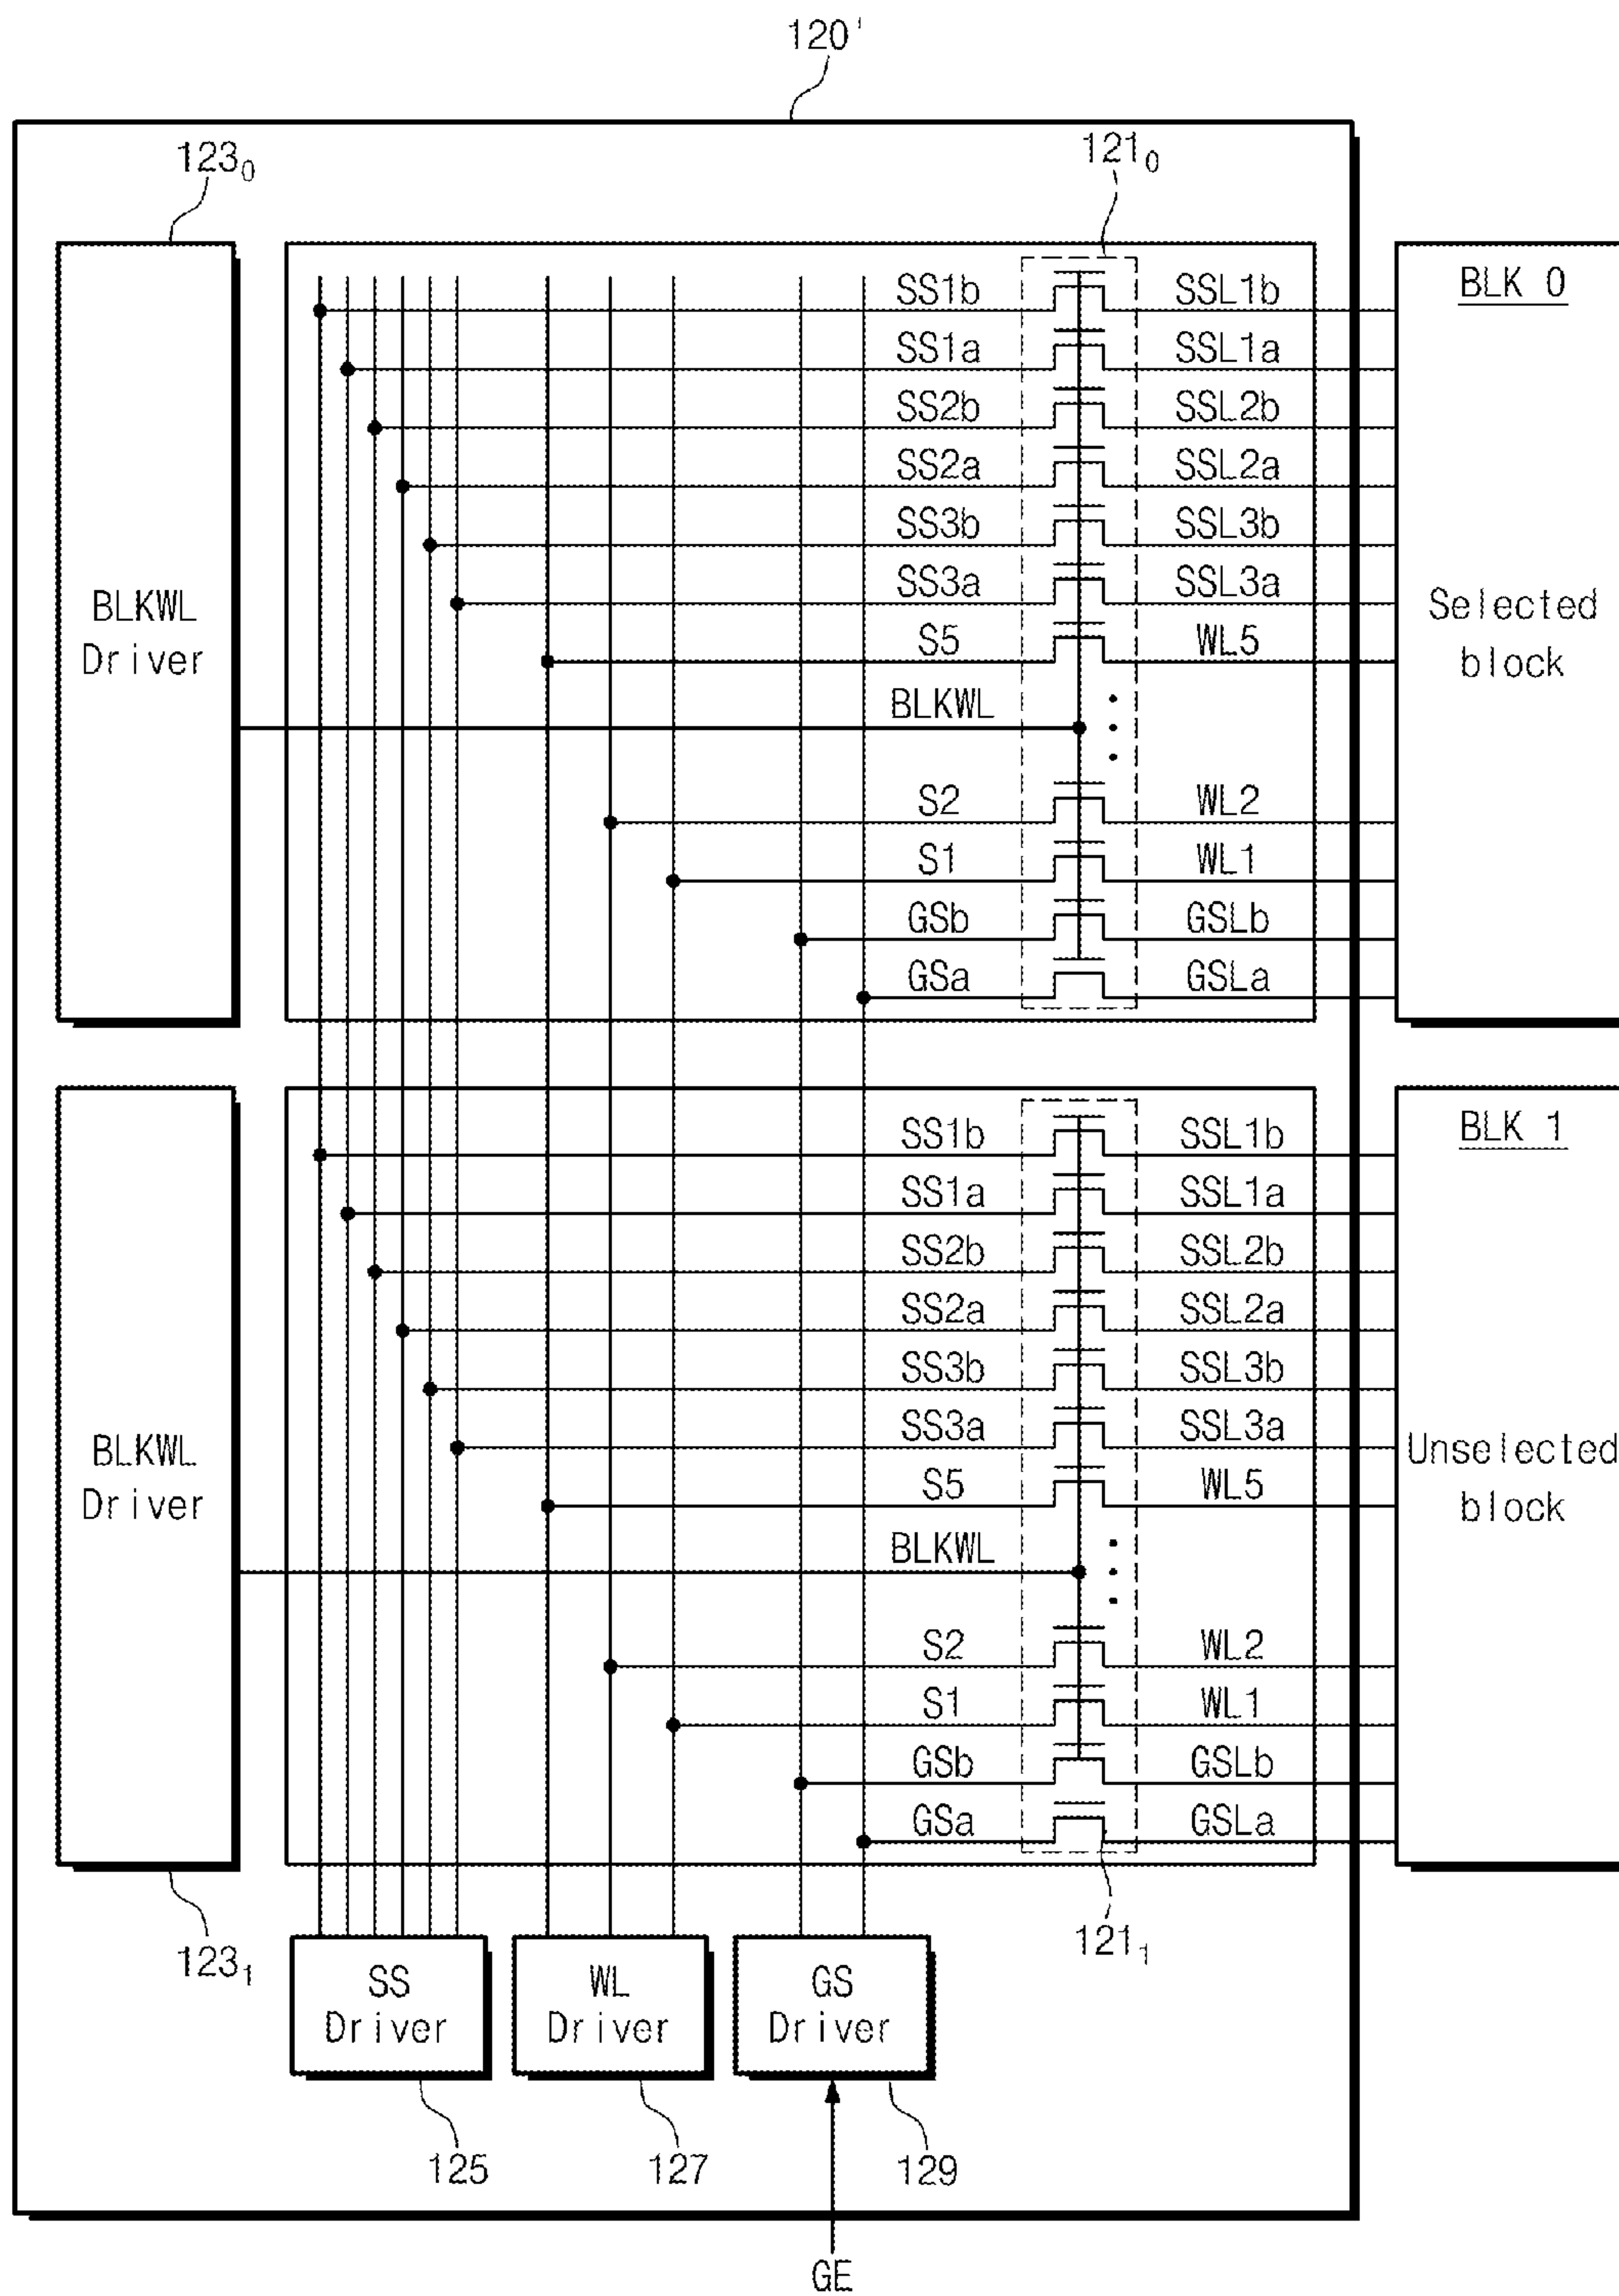 120'
123₀
121₀
SS1b SSL1b
BLK 0
SS1a SSL1a
SS2b SSL2b
SS2a SSL2a
SS3b SSL3b
SS3a SSL3a
BLKWL
Driver
Selected
block
S5 WL5
BLKWL
S2 WL2
S1 WL1
GSb GSLb
GSa GSLa
SS1b SSL1b
BLK 1
SS1a SSL1a
SS2b SSL2b
SS2a SSL2a
SS3b SSL3b
SS3a SSL3a
BLKWL
Driver
Unselected
block
S5 WL5
BLKWL
S2 WL2
S1 WL1
GSb GSLb
GSa GSLa
123₁
121₁
SS
Driver
WL
Driver
GS
Driver
125
127
129
GE